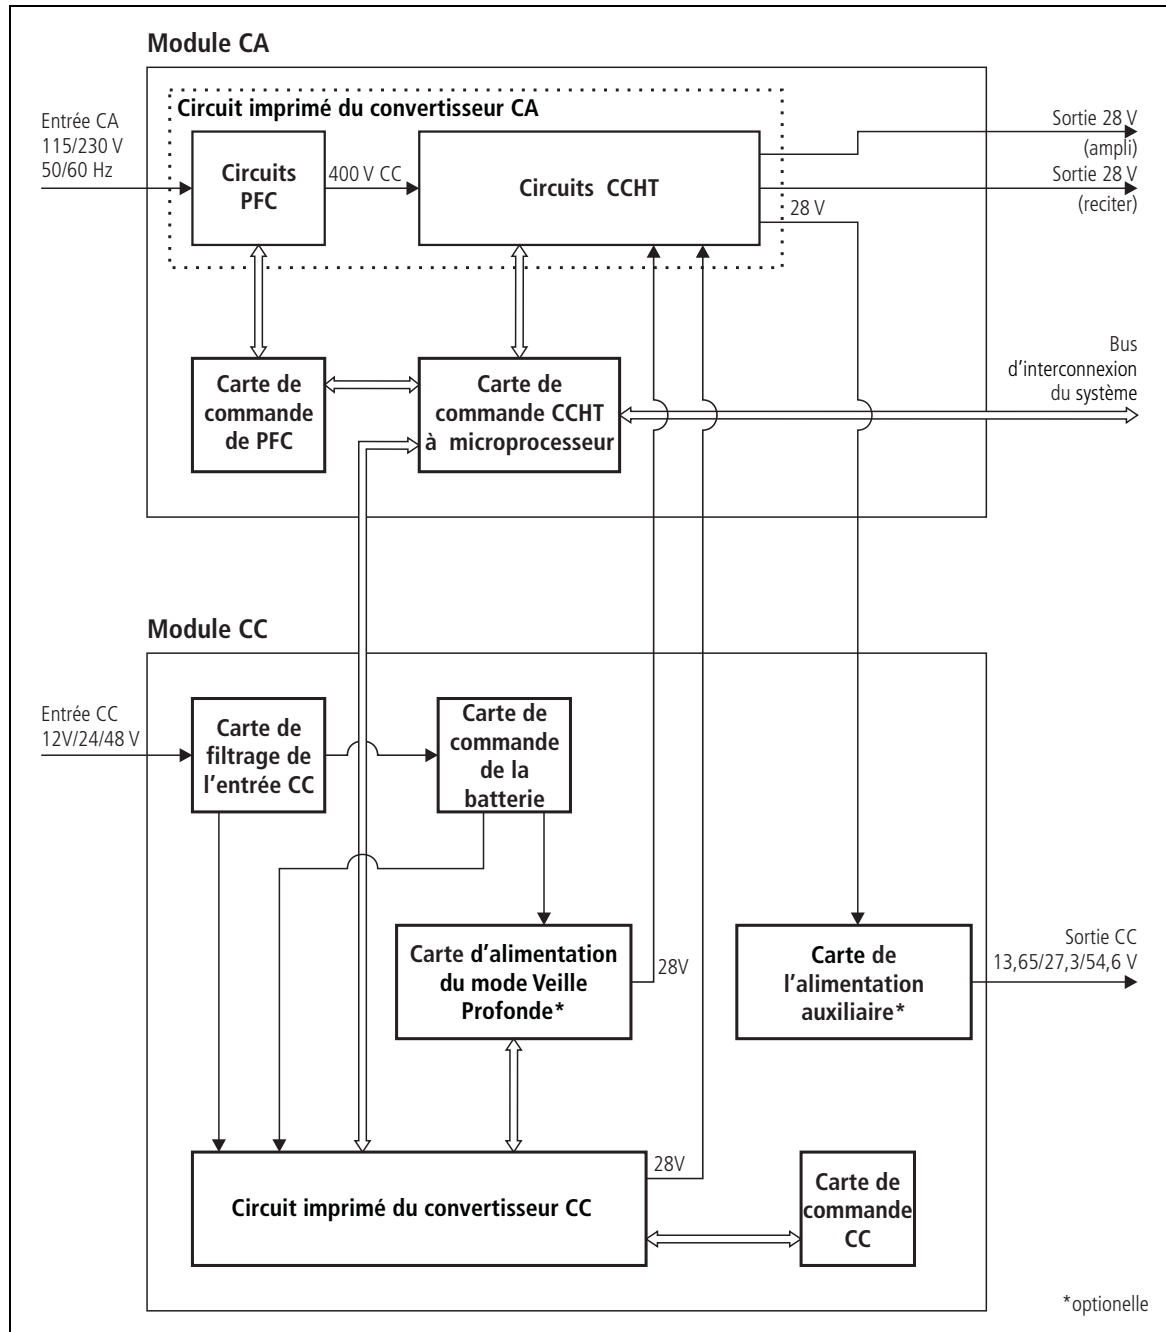 Module CA
Circuit imprimé du convertisseur CA
Entrée CA
115/230 V
50/60 Hz
Circuits
PFC
400 V CC
Circuits CCHT
Sortie 28 V
(ampli)
Sortie 28 V
(reciter)
28 V
Carte de
commande
de PFC
Carte de
commande CCHT
à microprocesseur
Bus
d'interconnexion
du système
Module CC
Entrée CC
12V/24/48 V
Carte de
filtrage de
l'entrée CC
Carte de
commande
de la
batterie
Carte d'alimentation
du mode Veille
Profonde*
28V
Carte de
l'alimentation
auxiliaire*
Sortie CC
13,65/27,3/54,6 V
Circuit imprimé du convertisseur CC
28V
Carte de
commande
CC
*optionelle